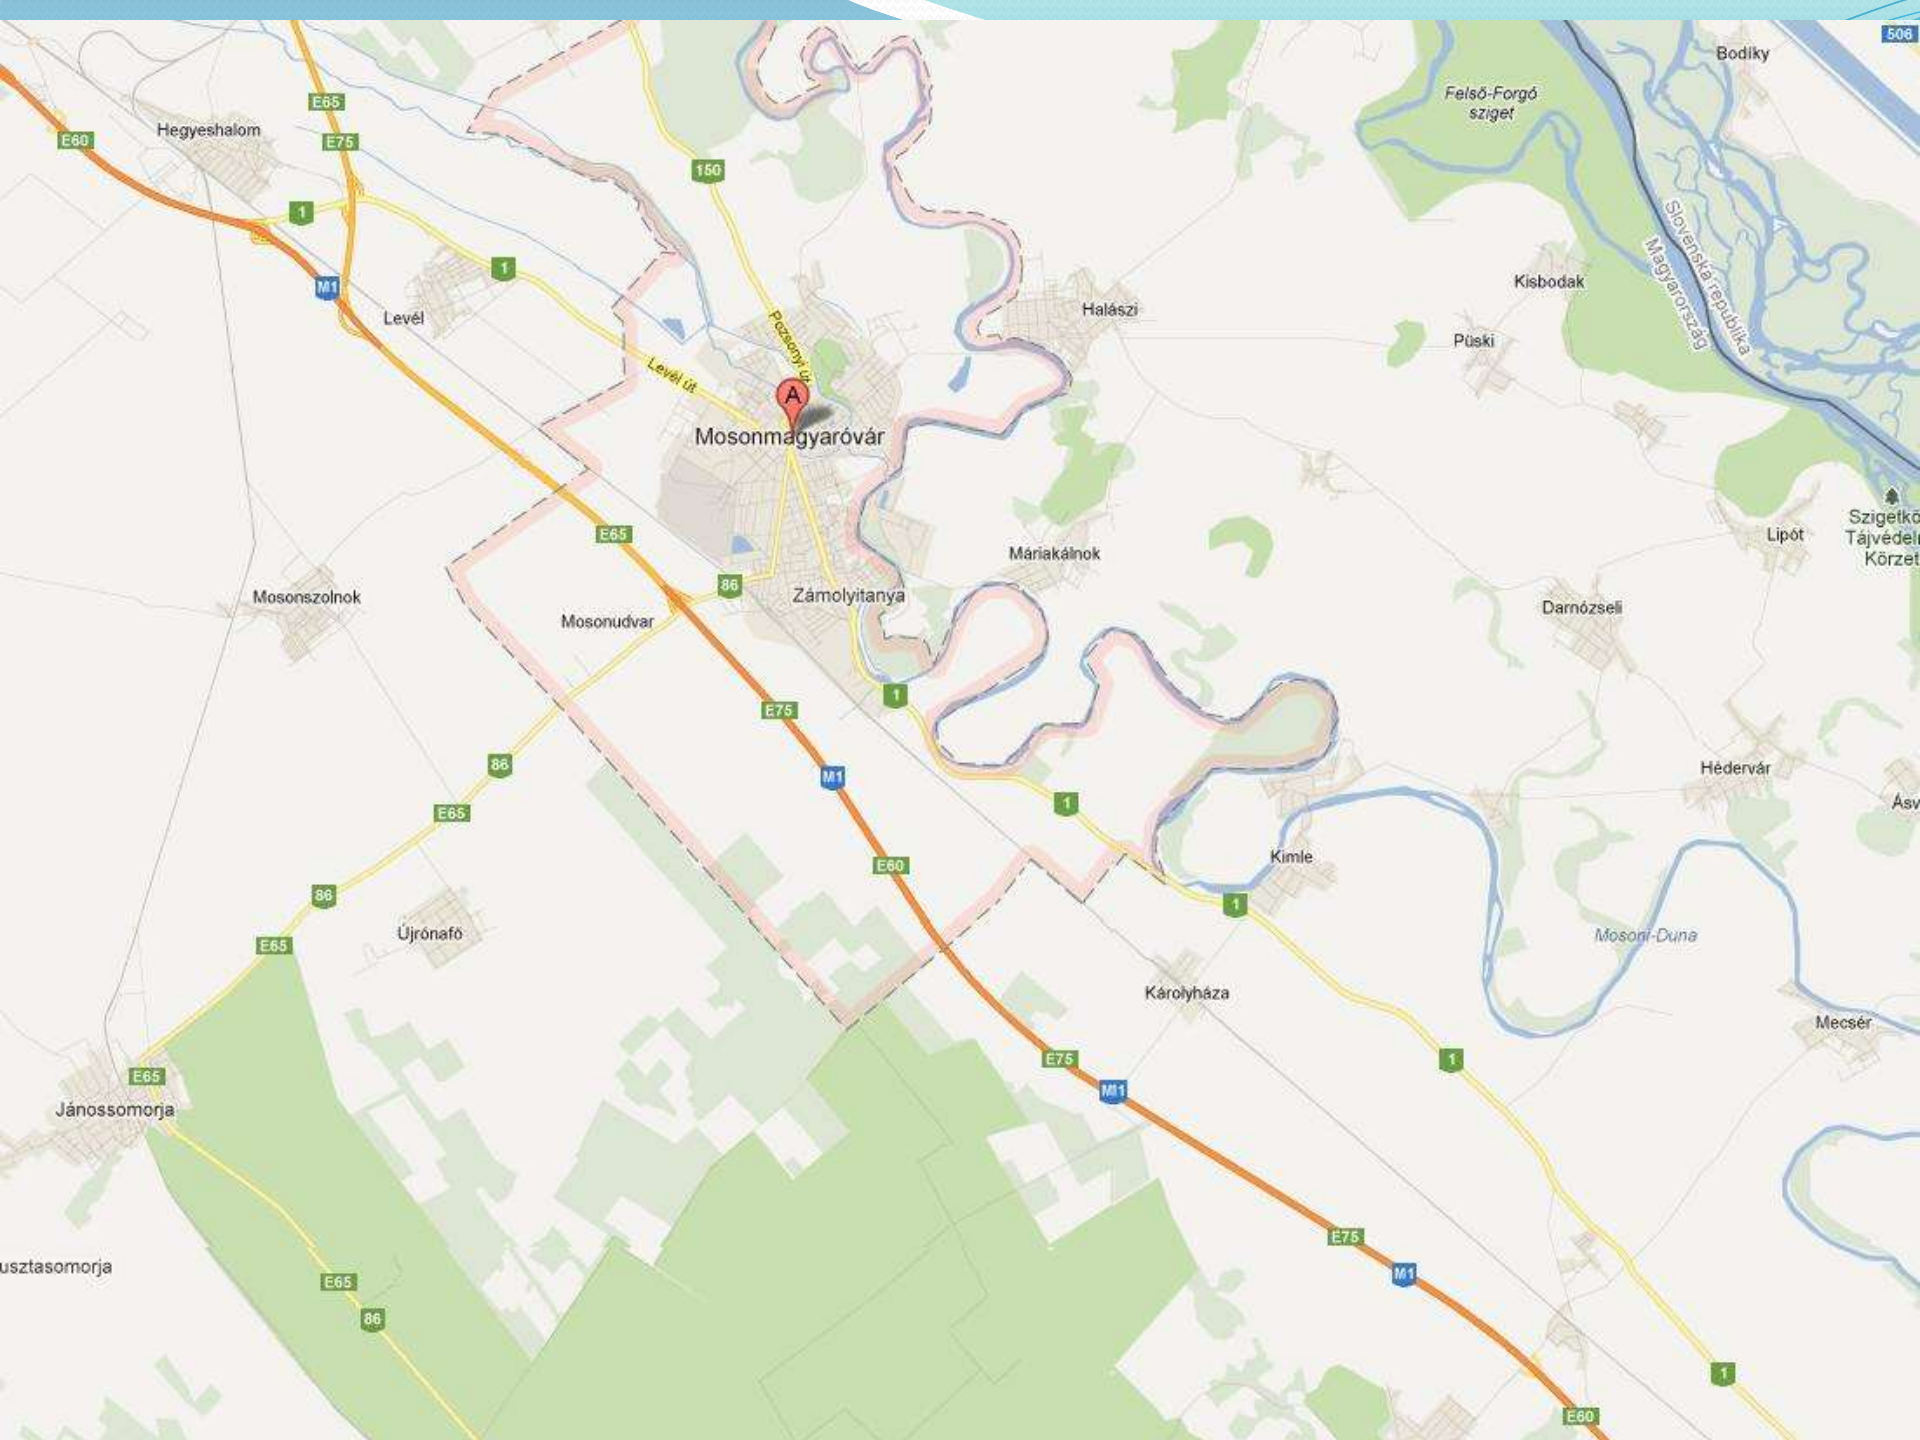 506
Bodíky
Felső-Forgó
sziget
E65
Hegyeshalom
E60
E75
150
1
1
M1
Levél
Halászi
Kisbodak
Püski
Slovenská republika
Magyarország
Pozsonyi út
Levél út
A
Mosonmagyaróvár
E65
Máriakálnok
Lipót
Szigetkö
Tájvédel
Körzet
Mosonszolnok
86
Zámolyitanya
Mosonudvar
Darnózseli
1
E75
86
M1
Hédervár
E65
1
Ásv
E60
Kimle
86
1
Újrónafő
E65
Mosoni-Duna
Károlyháza
Mecsér
E75
1
E65
M1
Jánossomorja
E75
usztasomorja
M1
E65
86
1
E60